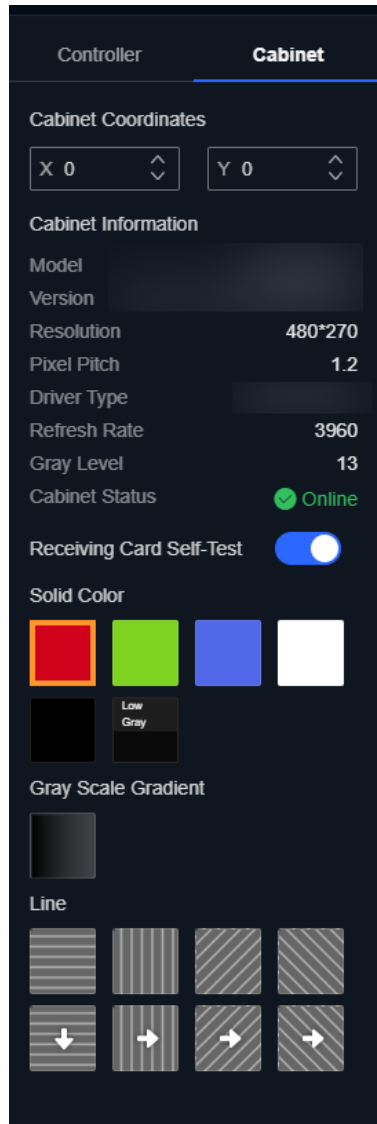 Controller Cabinet
Cabinet Coordinates
X 0 Y 0
Cabinet Information
Model
Version
Resolution 480*270
Pixel Pitch 1.2
Driver Type
Refresh Rate 3960
Gray Level 13
Cabinet Status Online
Receiving Card Self-Test
Solid Color
Low
Gray
Gray Scale Gradient
Line